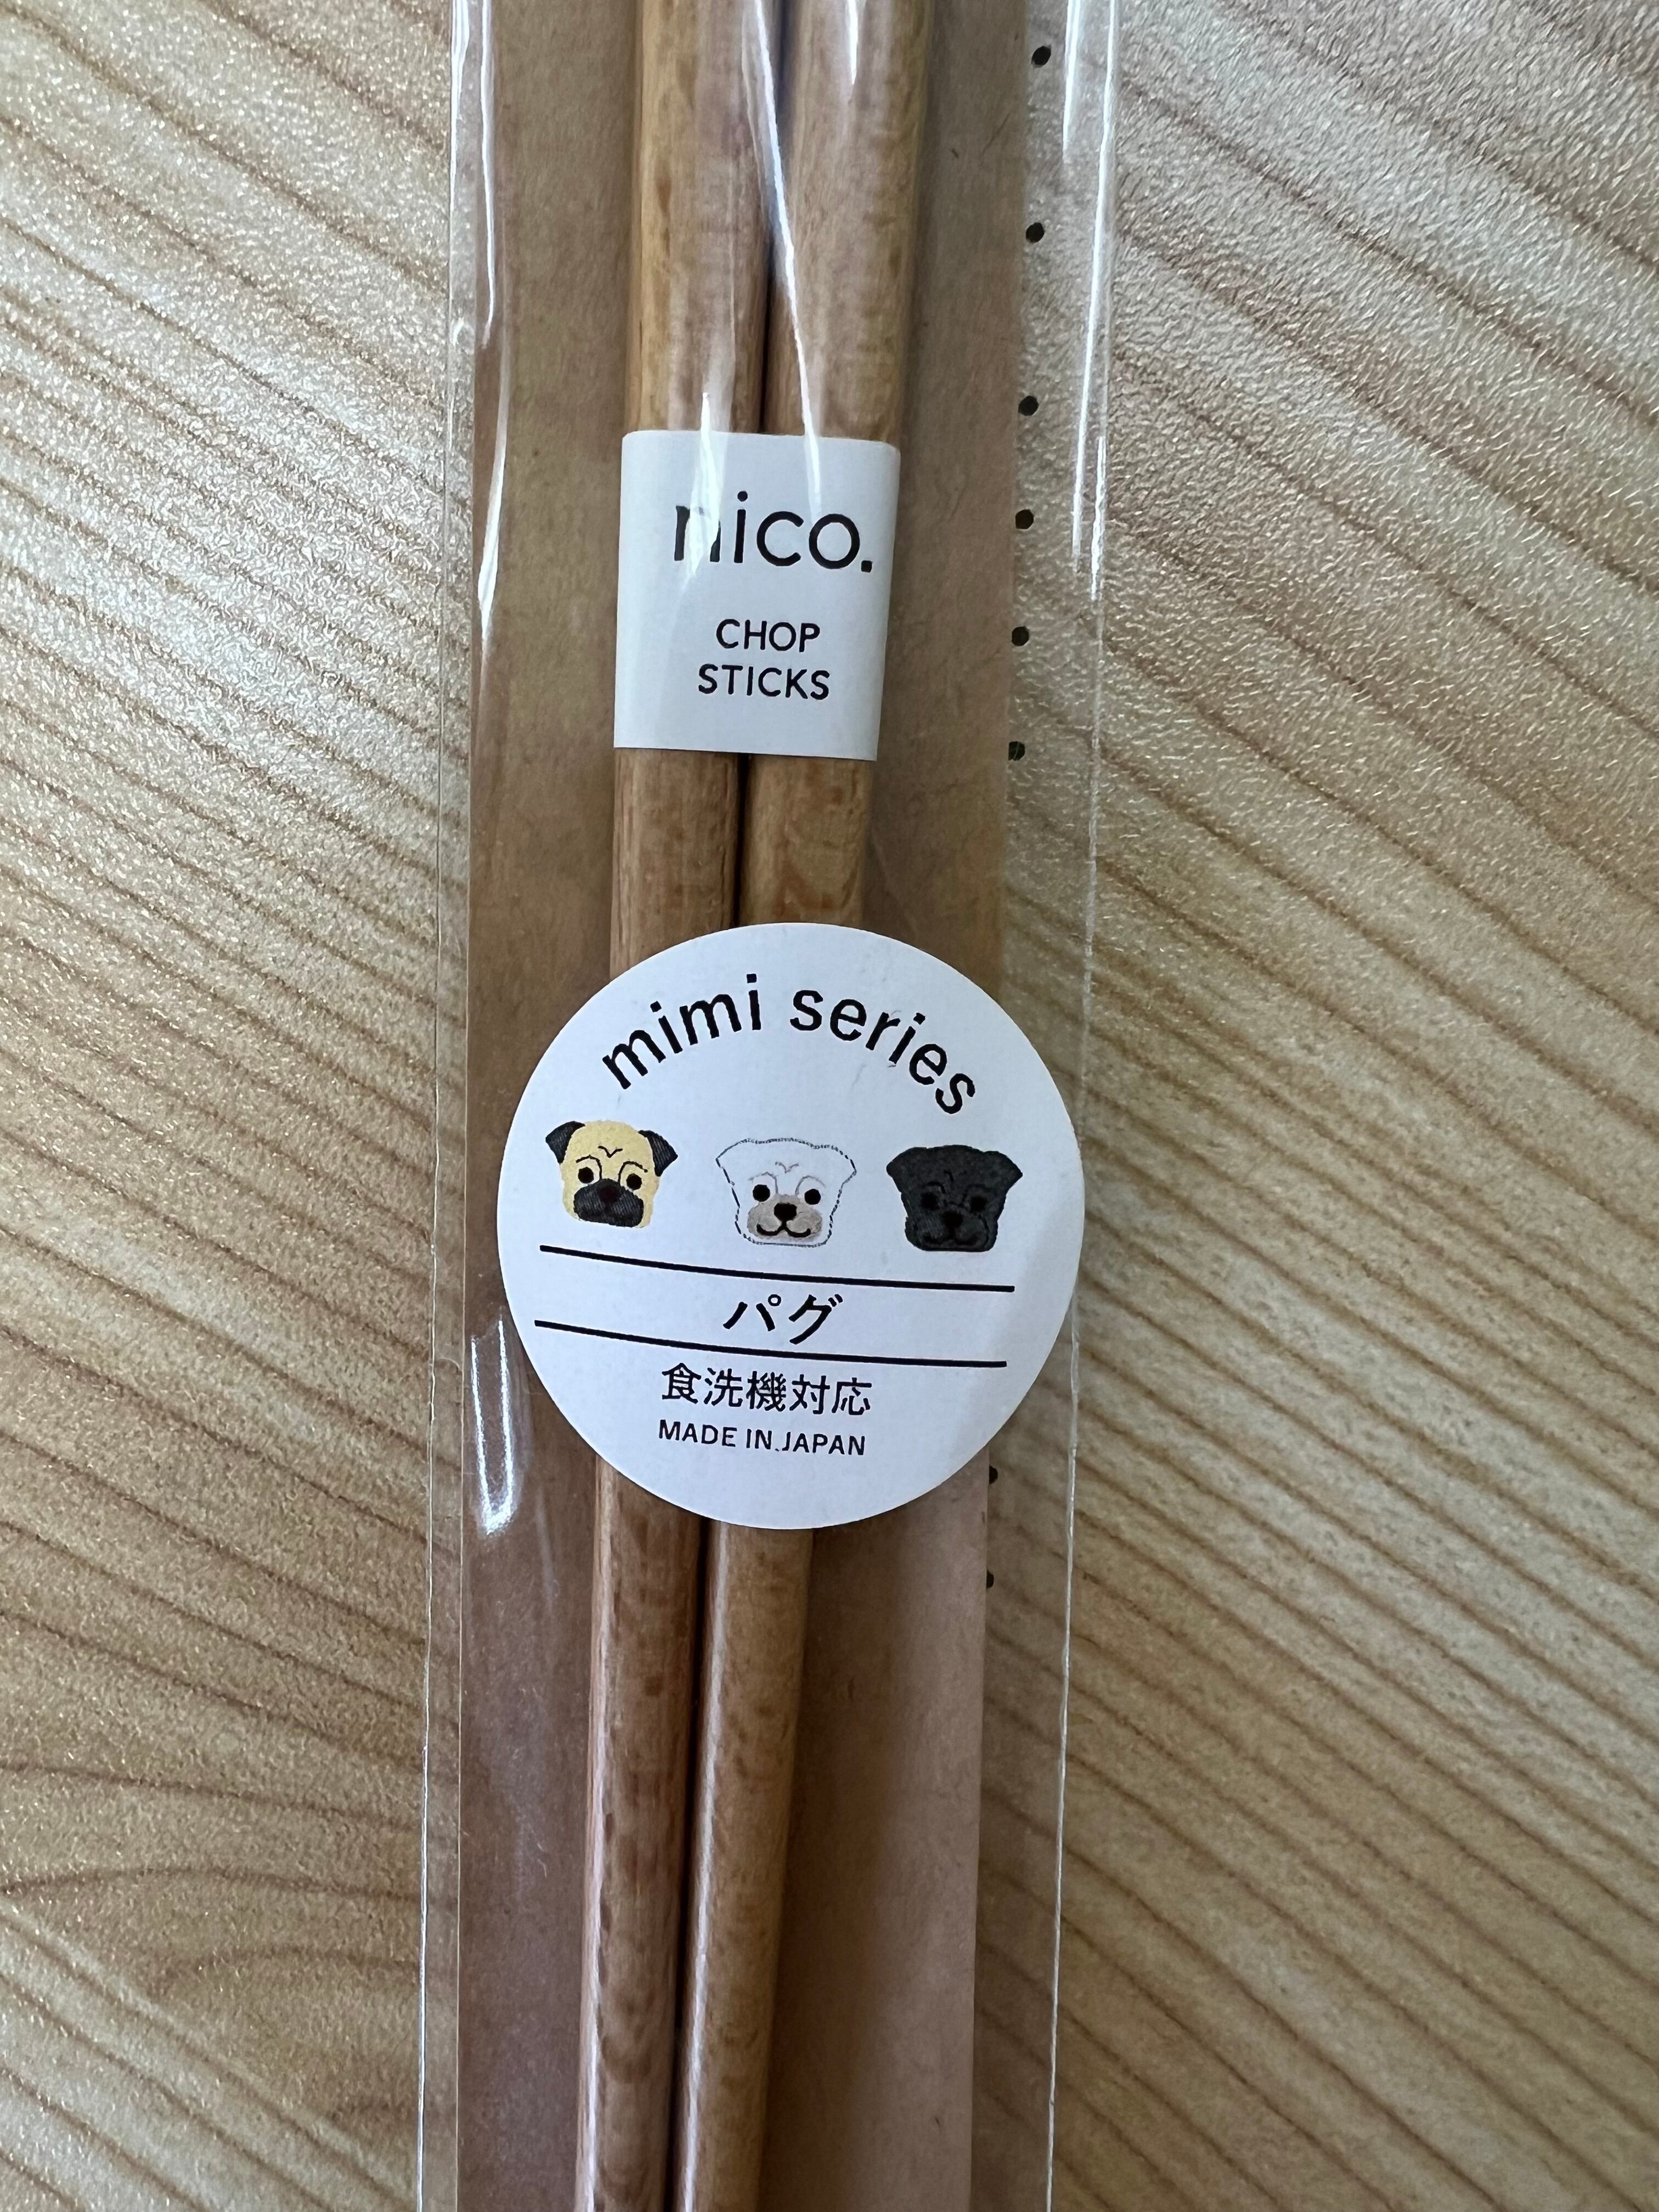 nico.
CHOP
STICKS
mimi series
パグ
食洗機対応
MADE IN JAPAN